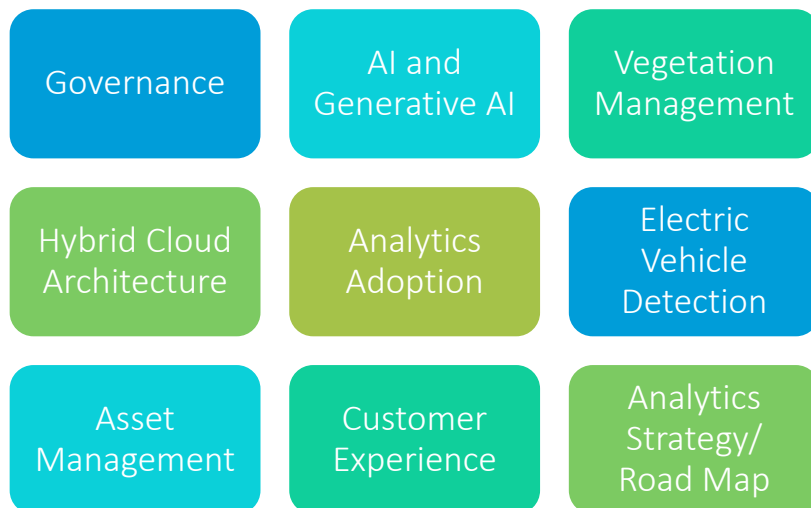 Governance
AI and
Generative AI
Vegetation
Management
Hybrid Cloud
Architecture
Analytics
Adoption
Electric
Vehicle
Detection
Asset
Management
Customer
Experience
Analytics
Strategy/
Road Map